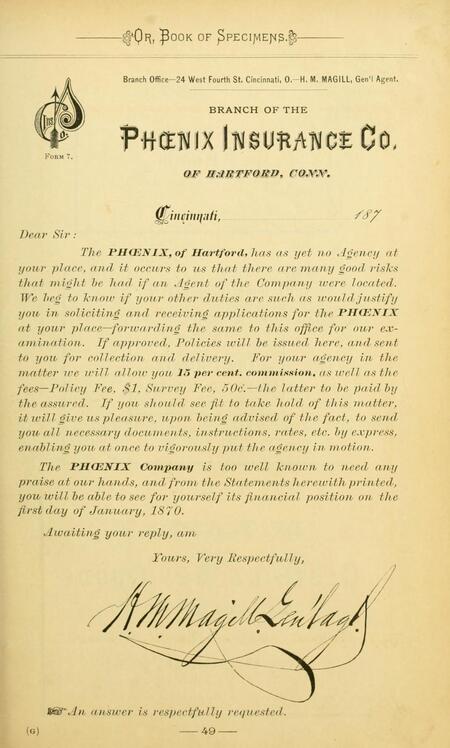 Or, Book of Specimens.
Branch Office—24 West Fourth St. Cincinnati, O.—H. M. MAGILL, Gen'l Agent.
Ins. Co.
Form 7.
BRANCH OF THE
PHŒNIX INSURANCE CO.
OF HARTFORD, CONN.
Cincinnati, 187
Dear Sir:
The PHŒNIX, of Hartford, has as yet no Agency at
your place, and it occurs to us that there are many good risks
that might be had if an Agent of the Company were located.
We beg to know if your other duties are such as would justify
you in soliciting and receiving applications for the PHŒNIX
at your place—forwarding the same to this office for our ex-
amination. If approved, Policies will be issued here, and sent
to you for collection and delivery. For your agency in the
matter we will allow you 15 per cent. commission, as well as the
fees—Policy Fee, $1, Survey Fee, 50c.—the latter to be paid by
the assured. If you should see fit to take hold of this matter,
it will give us pleasure, upon being advised of the fact, to send
you all necessary documents, instructions, rates, etc. by express,
enabling you at once to vigorously put the agency in motion.
The PHŒNIX Company is too well known to need any
praise at our hands, and from the Statements herewith printed,
you will be able to see for yourself its financial position on the
first day of January, 1870.
Awaiting your reply, am
Yours, Very Respectfully,
H. M. Magill. Gen'l agt.
☞An answer is respectfully requested.
(G) — 49 —